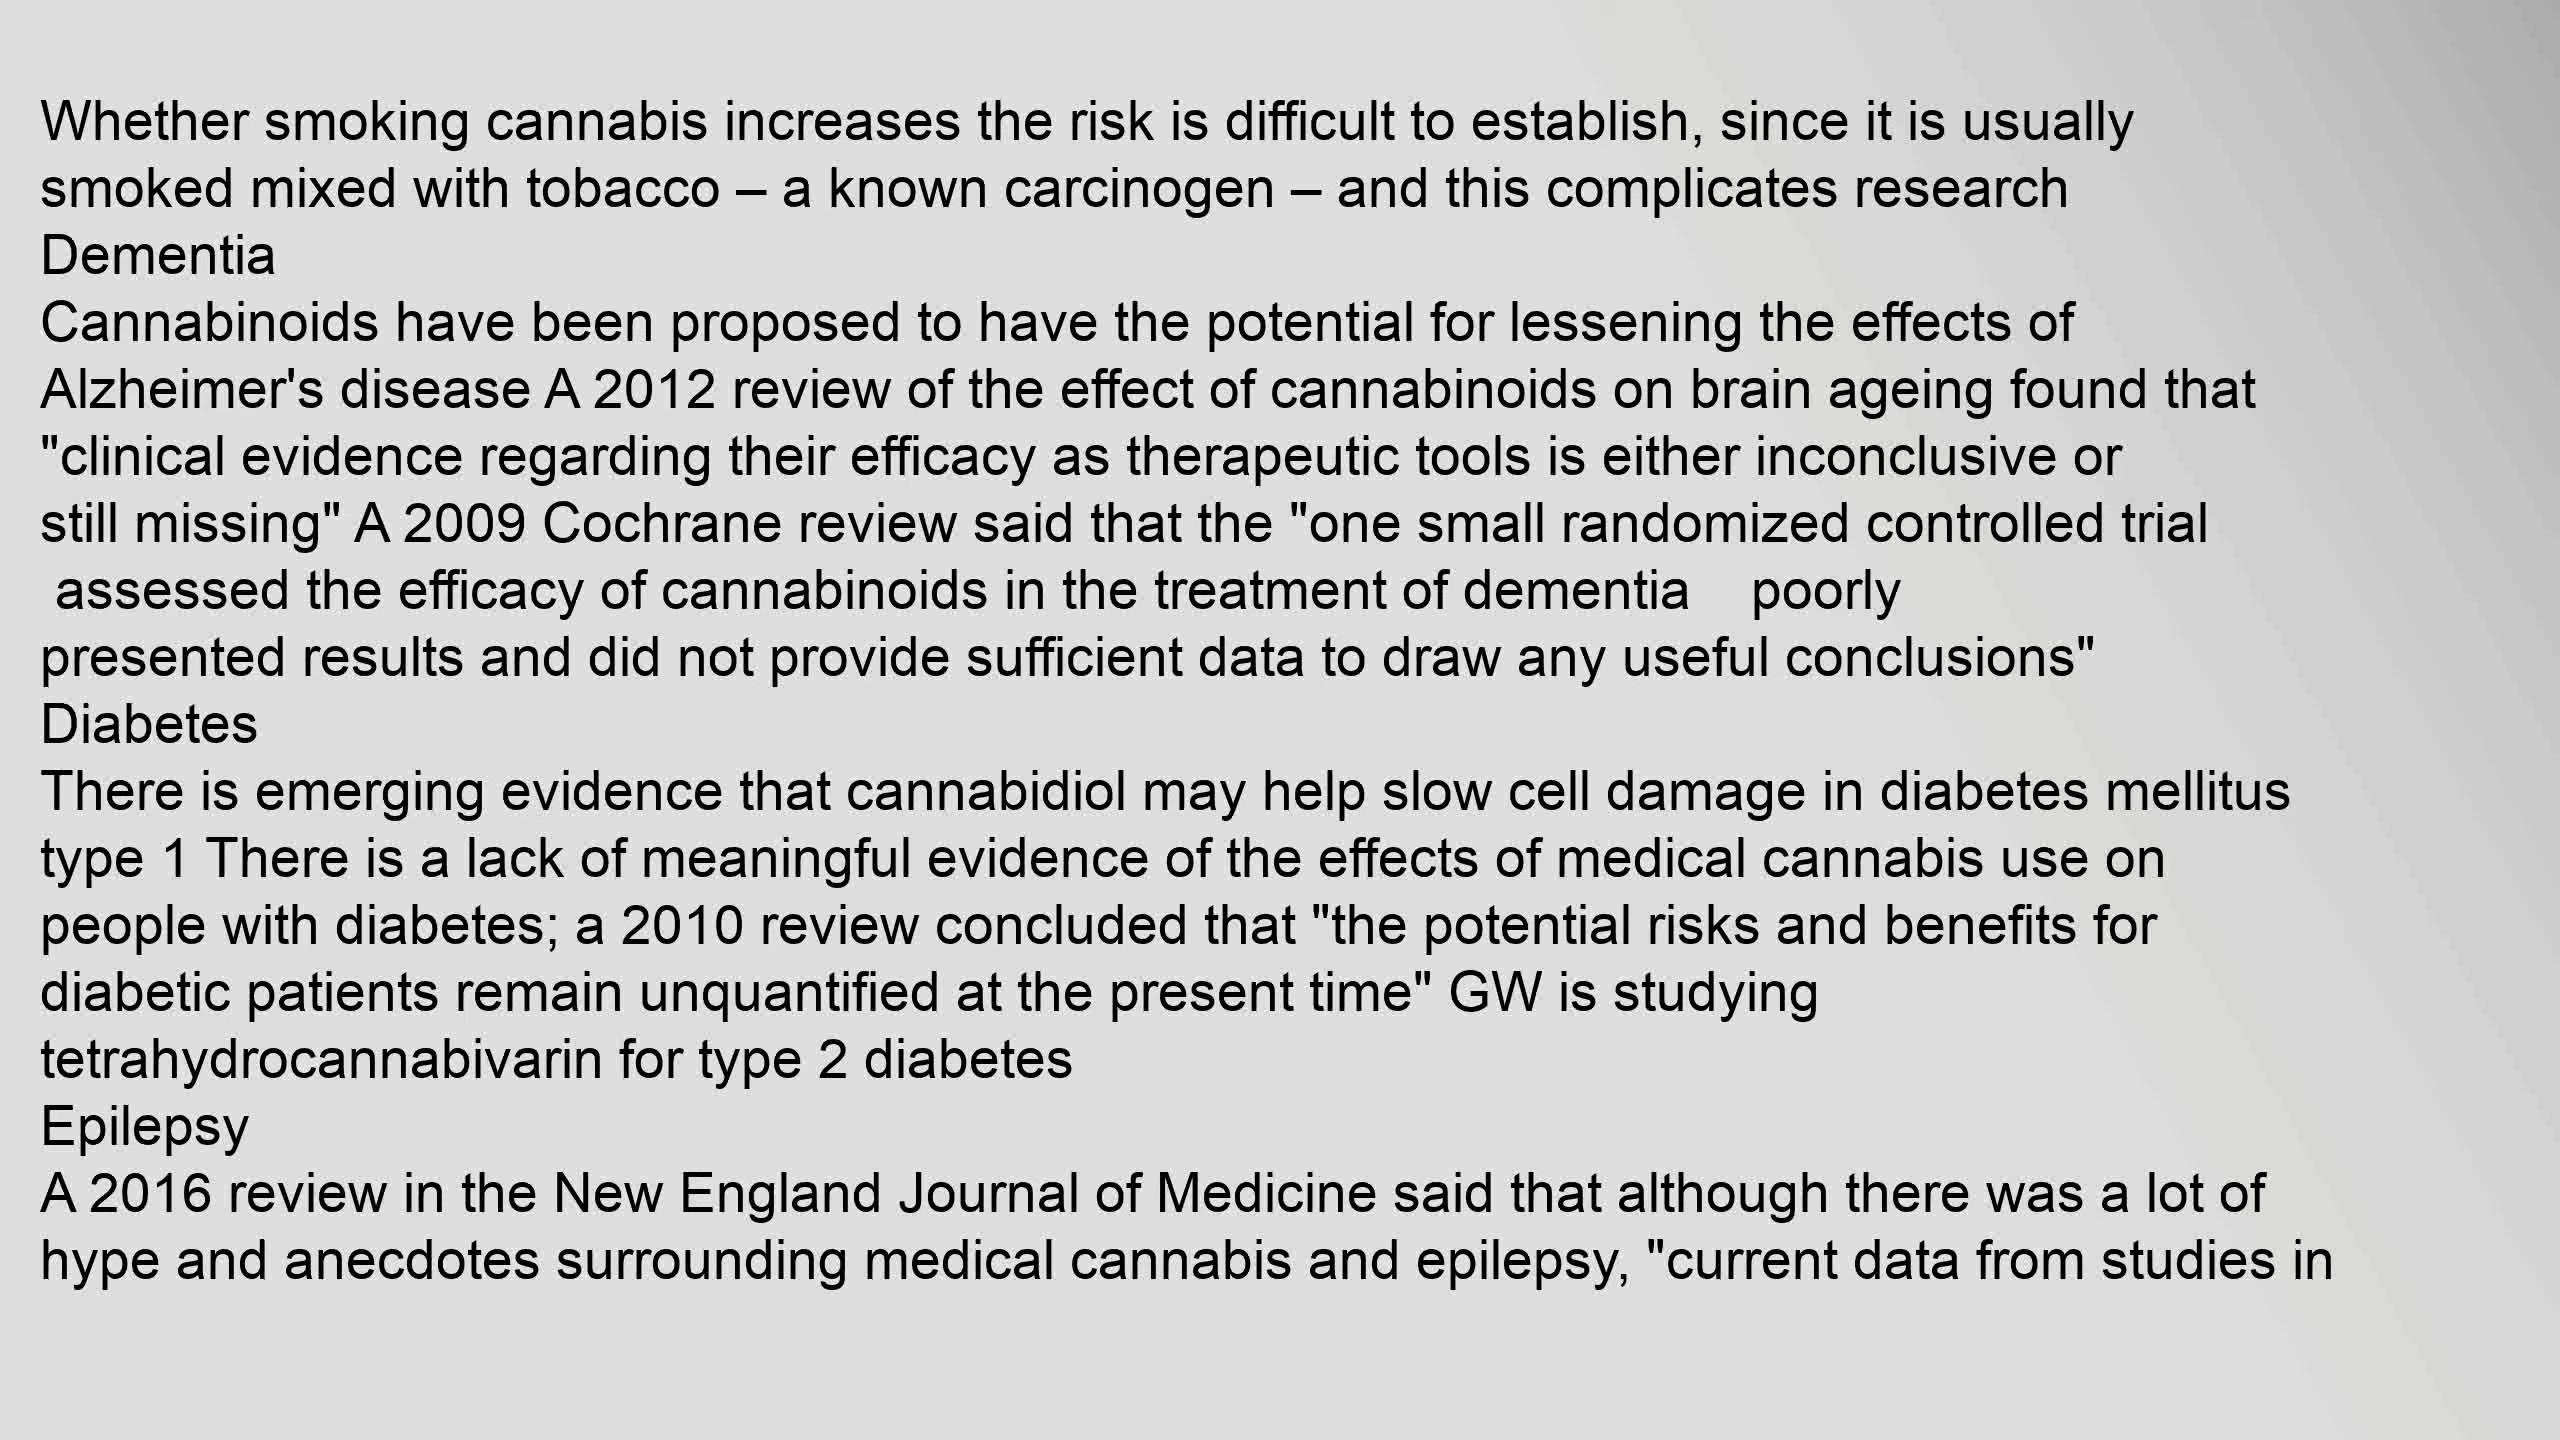 Whether smoking cannabis increases the risk is difficult to establish, since it is usually
smoked mixed with tobacco – a known carcinogen – and this complicates research
Dementia
Cannabinoids have been proposed to have the potential for lessening the effects of
Alzheimer's disease A 2012 review of the effect of cannabinoids on brain ageing found that
"clinical evidence regarding their efficacy as therapeutic tools is either inconclusive or
still missing" A 2009 Cochrane review said that the "one small randomized controlled trial
assessed the efficacy of cannabinoids in the treatment of dementia    poorly
presented results and did not provide sufficient data to draw any useful conclusions"
Diabetes
There is emerging evidence that cannabidiol may help slow cell damage in diabetes mellitus
type 1 There is a lack of meaningful evidence of the effects of medical cannabis use on
people with diabetes; a 2010 review concluded that "the potential risks and benefits for
diabetic patients remain unquantified at the present time" GW is studying
tetrahydrocannabivarin for type 2 diabetes
Epilepsy
A 2016 review in the New England Journal of Medicine said that although there was a lot of
hype and anecdotes surrounding medical cannabis and epilepsy, "current data from studies in